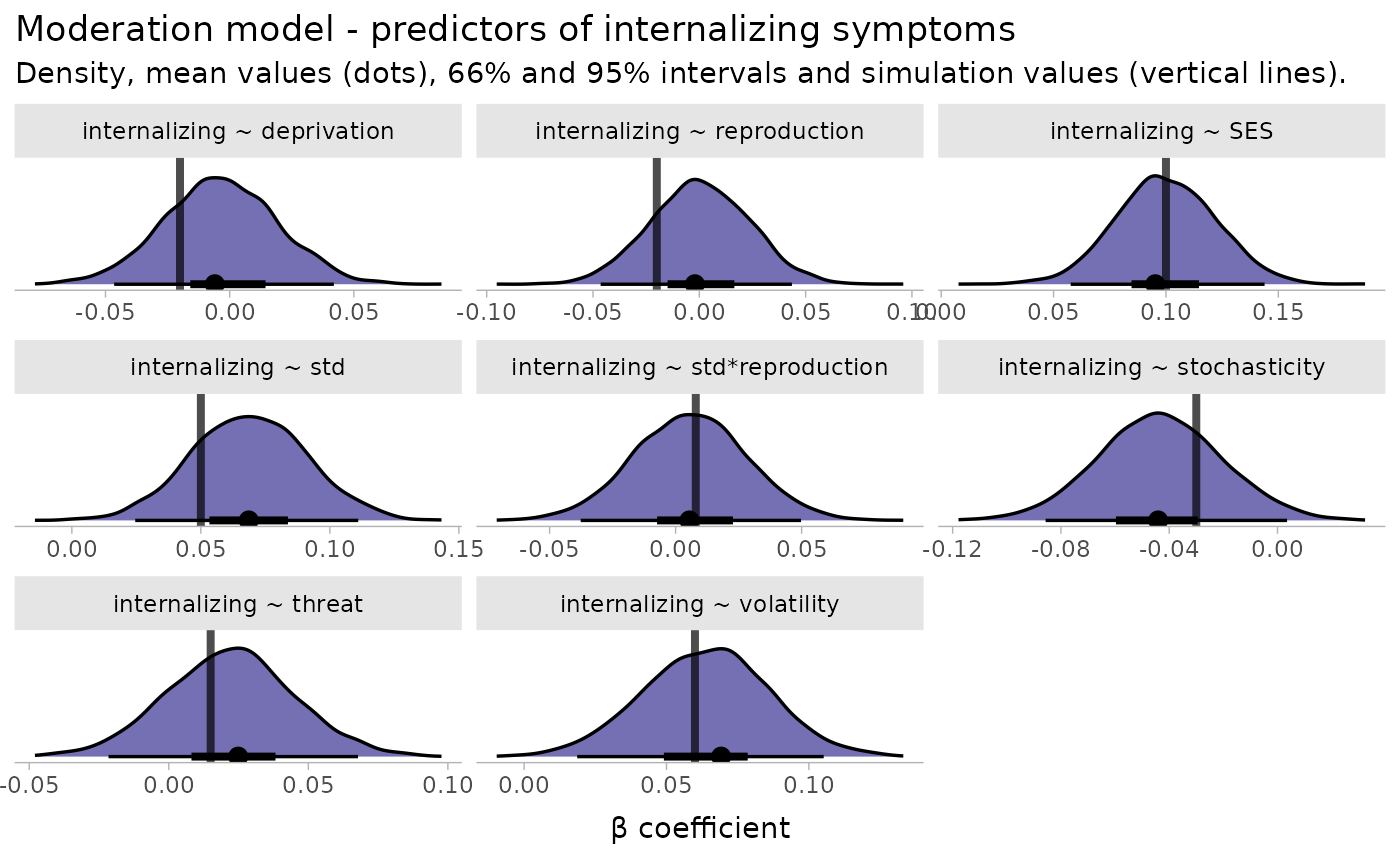 Moderation model - predictors of internalizing symptoms
Density, mean values (dots), 66% and 95% intervals and simulation values (vertical lines).
internalizing ~ deprivation
internalizing ~ reproduction
internalizing ~ SES
-0.05 0.00 0.05
-0.10 -0.05 0.00 0.05 0.10
0.00 0.05 0.10 0.15
internalizing ~ std
internalizing ~ std*reproduction
internalizing ~ stochasticity
0.00 0.05 0.10 0.15
-0.05 0.00 0.05
-0.12 -0.08 -0.04 0.00
internalizing ~ threat
internalizing ~ volatility
-0.05 0.00 0.05 0.10
0.00 0.05 0.10
β coefficient